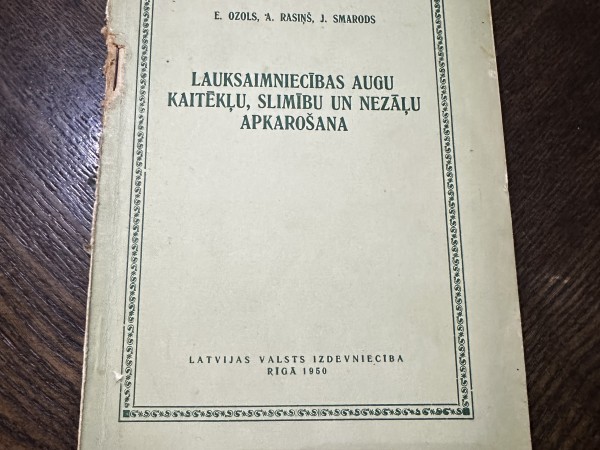 E. OZOLS, A. RASIŅŠ, J. SMARODS
LAUKSAIMNIECĪBAS AUGU
KAITĒKĻU, SLIMĪBU UN NEZĀĻU
APKAROŠANA
LATVIJAS VALSTS IZDEVNIECĪBA
RĪGĀ 1950